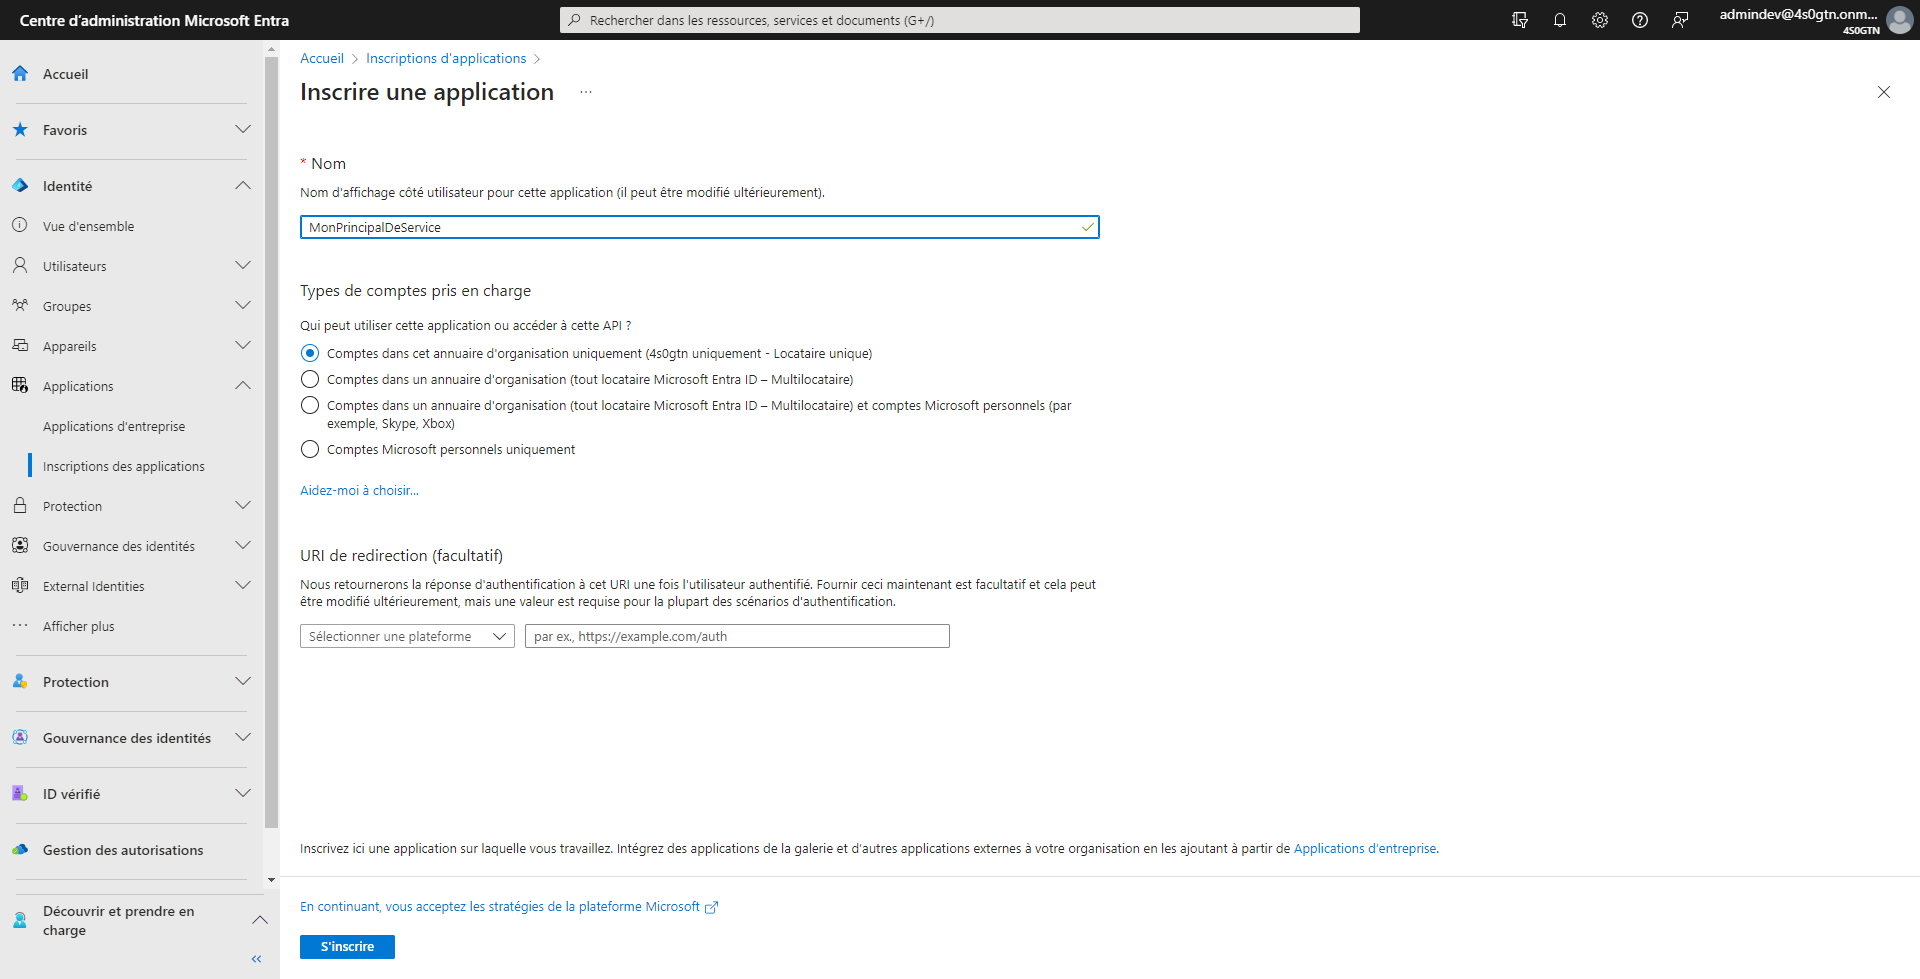 Centre d’administration Microsoft Entra
Rechercher dans les ressources, services et documents (G+/)
admindev@4s0gtn.onm...
4S0GTN
Accueil
Favoris
Identité
Vue d'ensemble
Utilisateurs
Groupes
Appareils
Applications
Applications d'entreprise
Inscriptions des applications
Protection
Gouvernance des identités
External Identities
Afficher plus
Protection
Gouvernance des identités
ID vérifié
Gestion des autorisations
Découvrir et prendre en
charge
Accueil
Inscriptions d'applications
Inscrire une application
* Nom
Nom d'affichage côté utilisateur pour cette application (il peut être modifié ultérieurement).
MonPrincipalDeService
Types de comptes pris en charge
Qui peut utiliser cette application ou accéder à cette API ?
Comptes dans cet annuaire d'organisation uniquement (4s0gtn uniquement - Locataire unique)
Comptes dans un annuaire d'organisation (tout locataire Microsoft Entra ID – Multilocataire)
Comptes dans un annuaire d'organisation (tout locataire Microsoft Entra ID – Multilocataire) et comptes Microsoft personnels (par
exemple, Skype, Xbox)
Comptes Microsoft personnels uniquement
Aidez-moi à choisir...
URI de redirection (facultatif)
Nous retournerons la réponse d'authentification à cet URI une fois l'utilisateur authentifié. Fournir ceci maintenant est facultatif et cela peut
être modifié ultérieurement, mais une valeur est requise pour la plupart des scénarios d'authentification.
Sélectionner une plateforme
par ex., https://example.com/auth
Inscrivez ici une application sur laquelle vous travaillez. Intégrez des applications de la galerie et d’autres applications externes à votre organisation en les ajoutant à partir de Applications d’entreprise.
En continuant, vous acceptez les stratégies de la plateforme Microsoft
S'inscrire